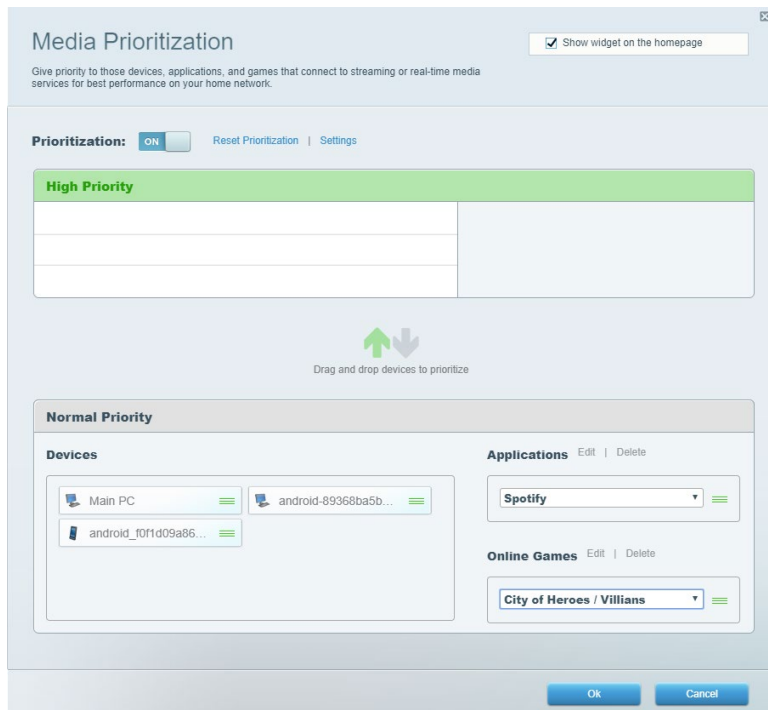 Media Prioritization
Show widget on the homepage
Give priority to those devices, applications, and games that connect to streaming or real-time media
services for best performance on your home network.
Prioritization: ON Reset Prioritization | Settings
High Priority
Drag and drop devices to prioritize
Normal Priority
Devices
Main PC
android-89368ba5b...
android_f0f1d09a86...
Applications Edit | Delete
Spotify
Online Games Edit | Delete
City of Heroes / Villians
Ok
Cancel